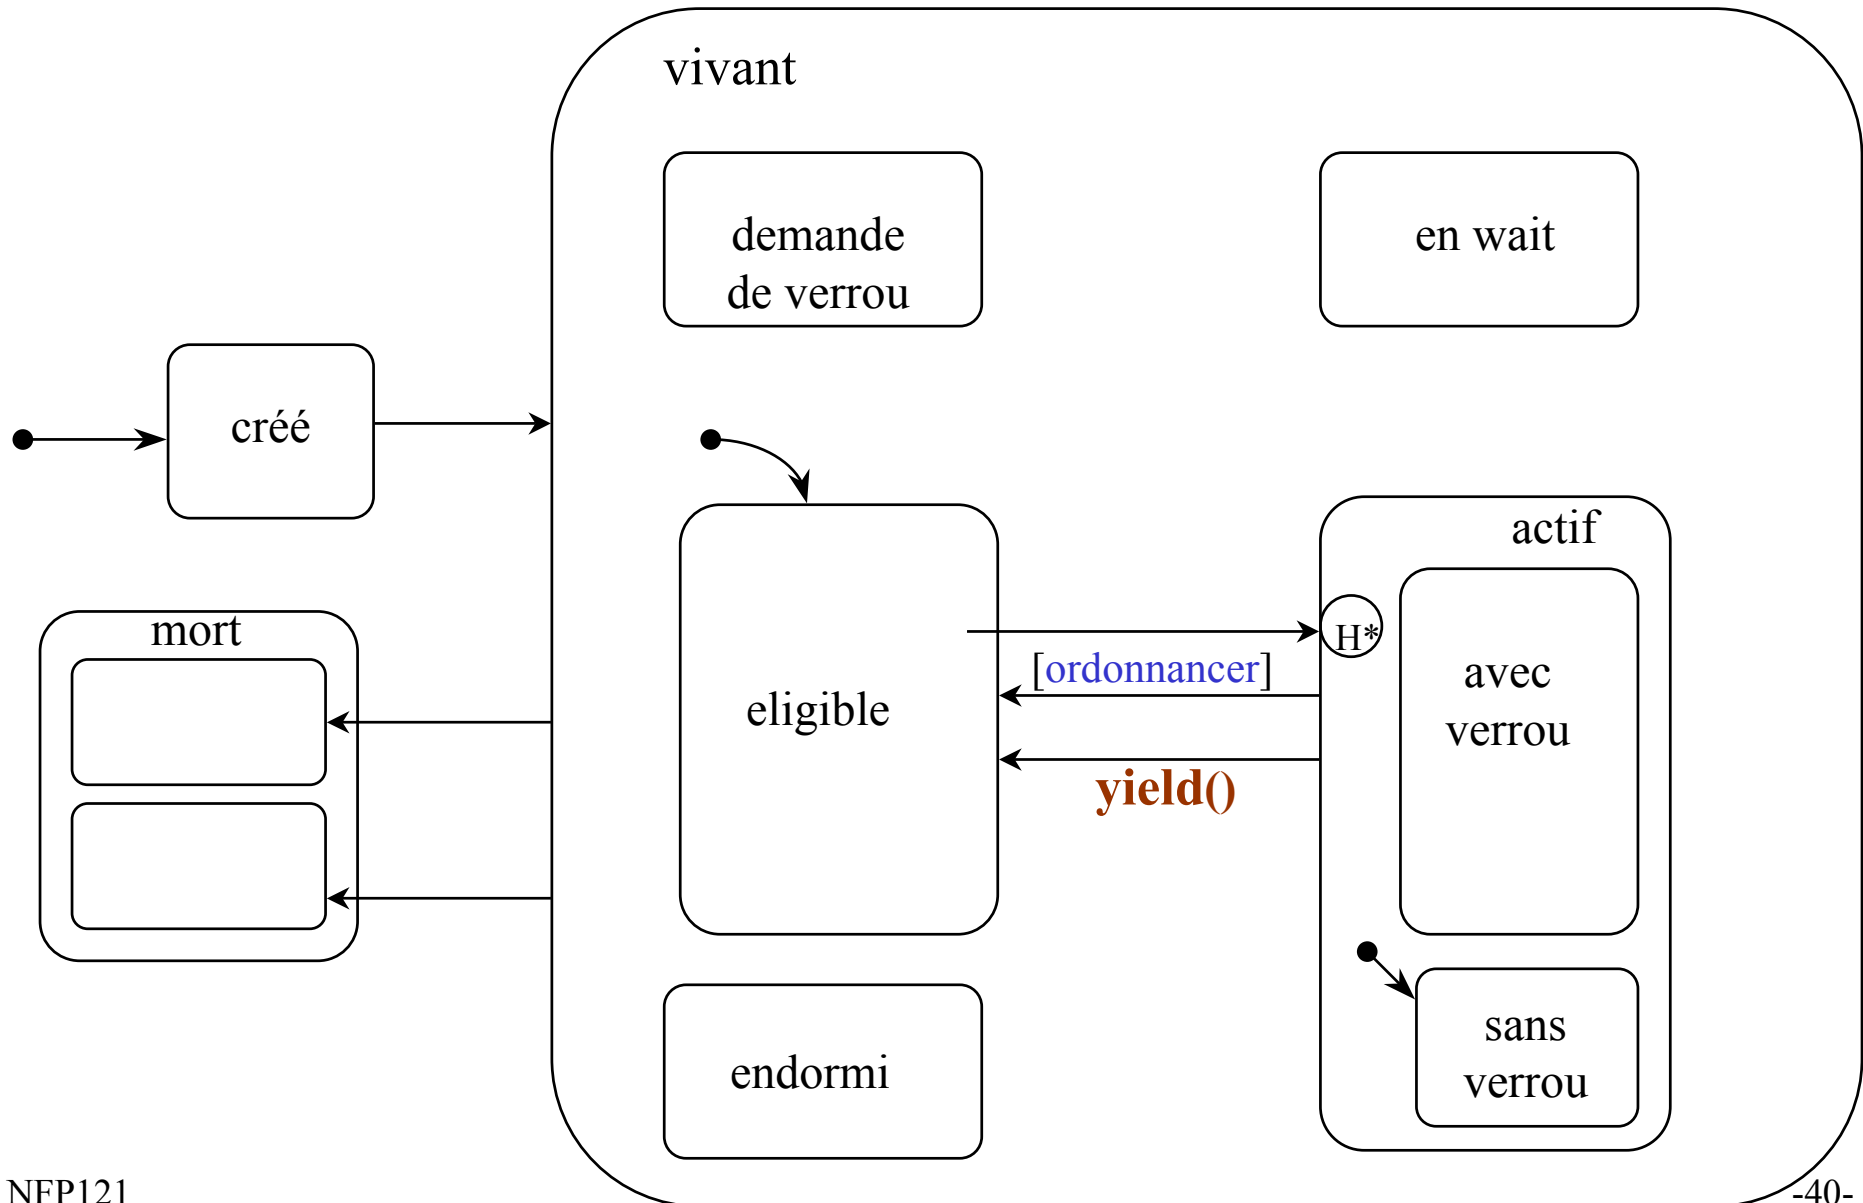 vivant
demande
de verrou
en wait
créé
actif
mort
H*
[ordonnancer]
avec
verrou
eligible
yield()
sans
verrou
endormi
NFP121
-40-